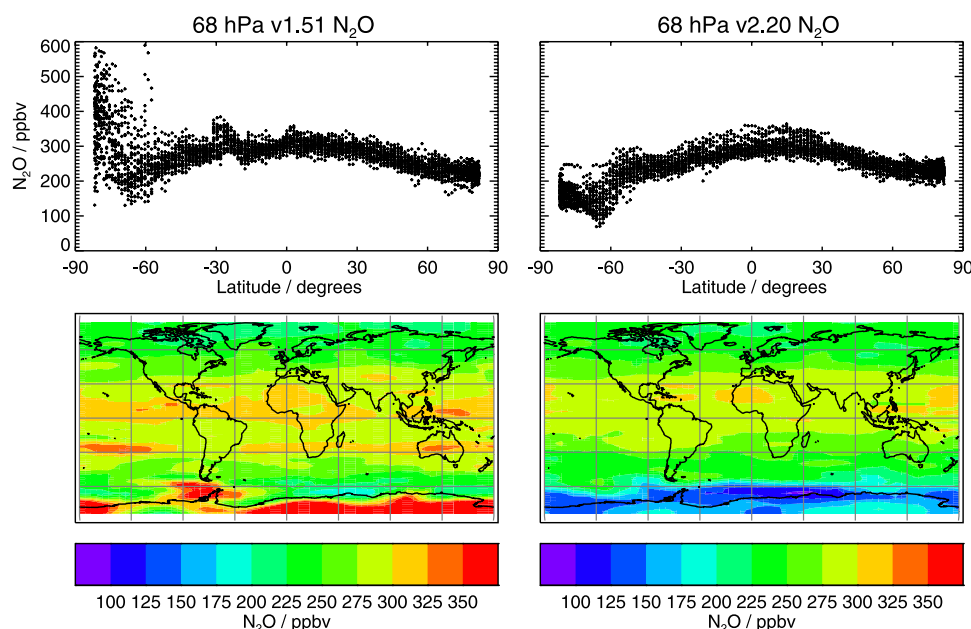 68 hPa v1.51 N₂O
68 hPa v2.20 N₂O
600
500
400
300
200
100
0
N₂O / ppbv
-90 -60 -30 0 30 60 90
Latitude / degrees
-90 -60 -30 0 30 60 90
Latitude / degrees
100 125 150 175 200 225 250 275 300 325 350
N₂O / ppbv
100 125 150 175 200 225 250 275 300 325 350
N₂O / ppbv